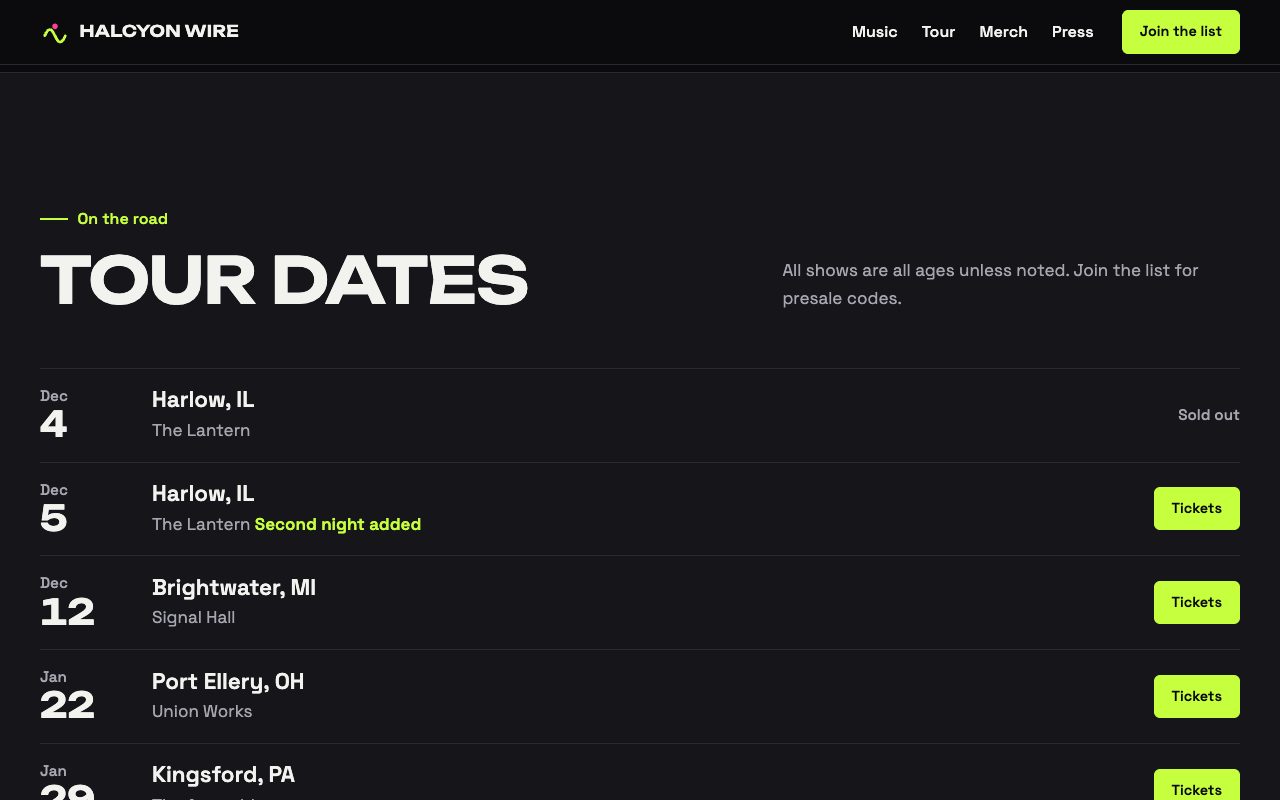 HALCYON WIRE
Music
Tour
Merch
Press
Join the list
On the road
TOUR DATES
All shows are all ages unless noted. Join the list for
presale codes.
Dec
4
Harlow, IL
The Lantern
Sold out
Dec
5
Harlow, IL
The Lantern Second night added
Tickets
Dec
12
Brightwater, MI
Signal Hall
Tickets
Jan
22
Port Ellery, OH
Union Works
Tickets
Jan
29
Kingsford, PA
Tickets